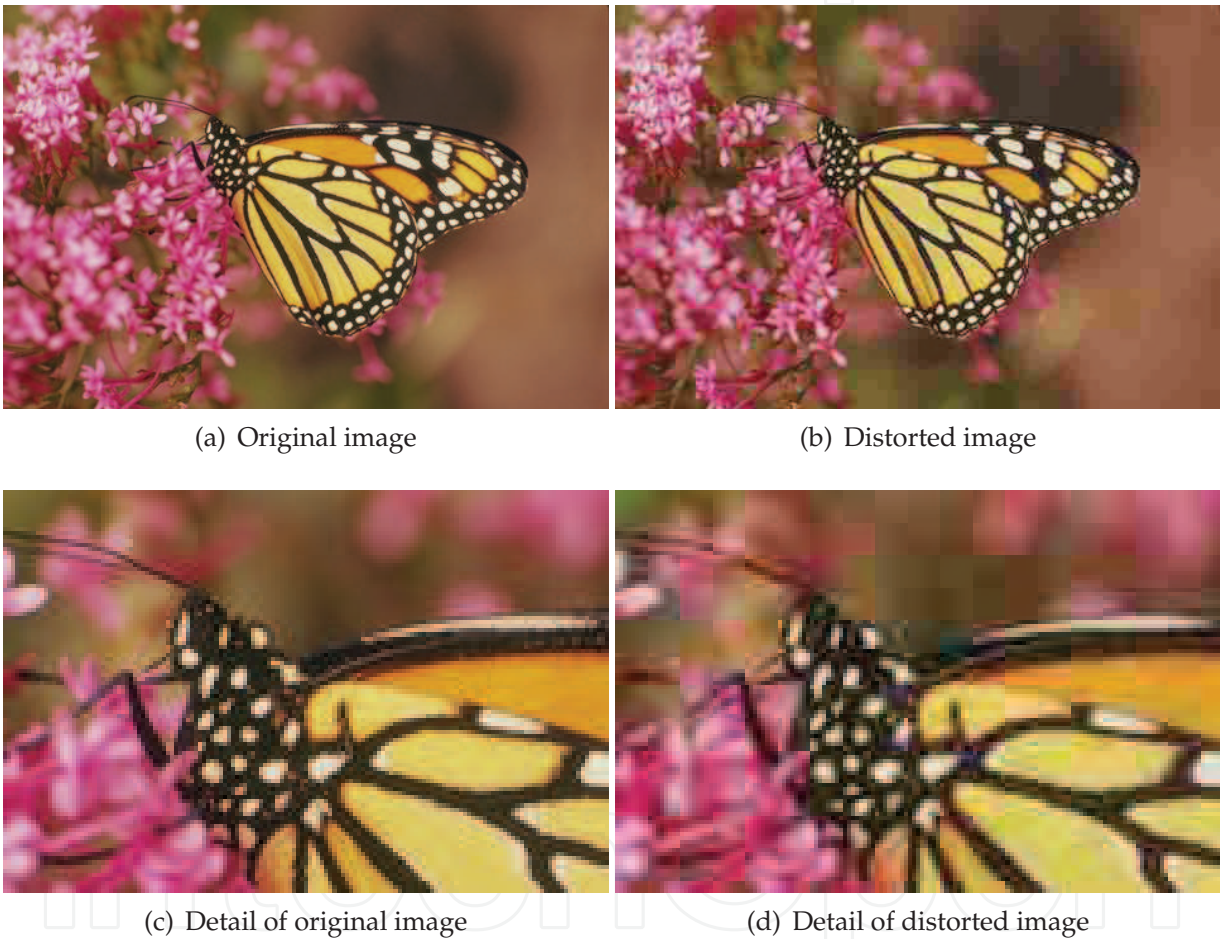 (a) Original image
(b) Distorted image
(c) Detail of original image
(d) Detail of distorted image